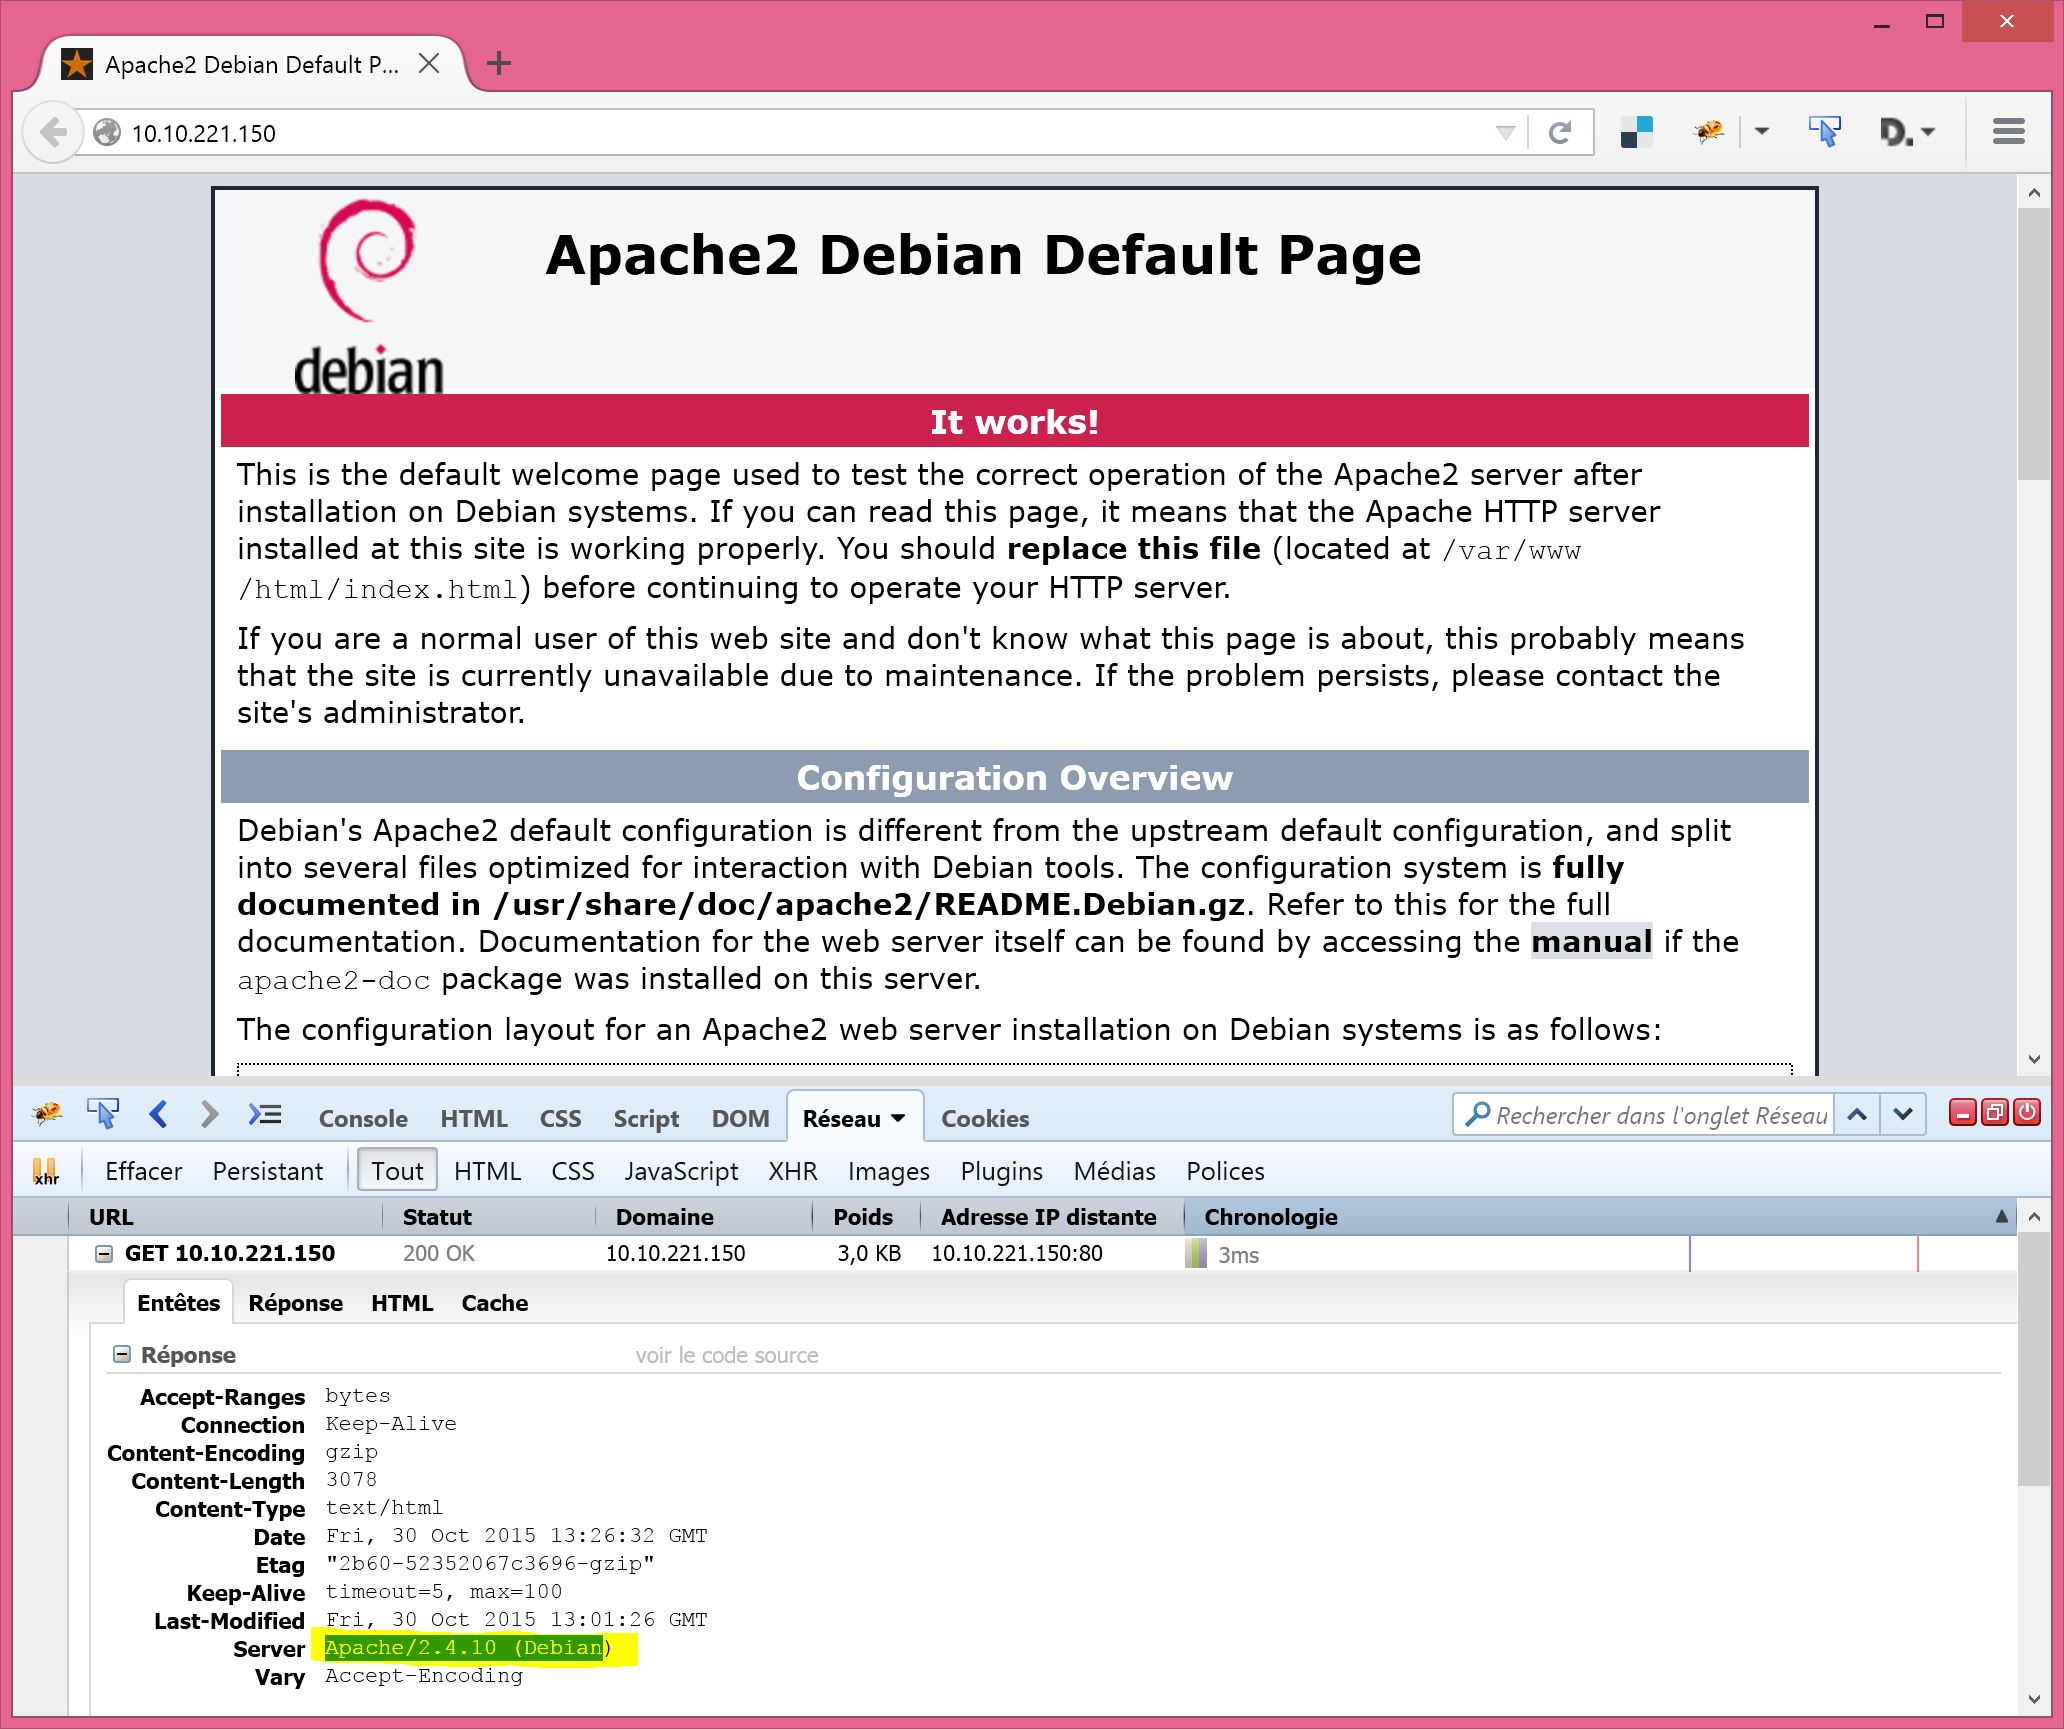 Apache2 Debian Default P...
10.10.221.150
D.
debian
Apache2 Debian Default Page
It works!
This is the default welcome page used to test the correct operation of the Apache2 server after
installation on Debian systems. If you can read this page, it means that the Apache HTTP server
installed at this site is working properly. You should replace this file (located at /var/www
/html/index.html) before continuing to operate your HTTP server.
If you are a normal user of this web site and don't know what this page is about, this probably means
that the site is currently unavailable due to maintenance. If the problem persists, please contact the
site's administrator.
Configuration Overview
Debian's Apache2 default configuration is different from the upstream default configuration, and split
into several files optimized for interaction with Debian tools. The configuration system is fully
documented in /usr/share/doc/apache2/README.Debian.gz. Refer to this for the full
documentation. Documentation for the web server itself can be found by accessing the manual if the
apache2-doc package was installed on this server.
The configuration layout for an Apache2 web server installation on Debian systems is as follows:
Console HTML CSS Script DOM Réseau Cookies Rechercher dans l'onglet Réseau
xhr Effacer Persistant Tout HTML CSS JavaScript XHR Images Plugins Médias Polices
URL Statut Domaine Poids Adresse IP distante Chronologie
GET 10.10.221.150 200 OK 10.10.221.150 3,0 KB 10.10.221.150:80 3ms
Entêtes Réponse HTML Cache
Réponse voir le code source
Accept-Ranges bytes
Connection Keep-Alive
Content-Encoding gzip
Content-Length 3078
Content-Type text/html
Date Fri, 30 Oct 2015 13:26:32 GMT
Etag "2b60-52352067c3696-gzip"
Keep-Alive timeout=5, max=100
Last-Modified Fri, 30 Oct 2015 13:01:26 GMT
Server Apache/2.4.10 (Debian)
Vary Accept-Encoding